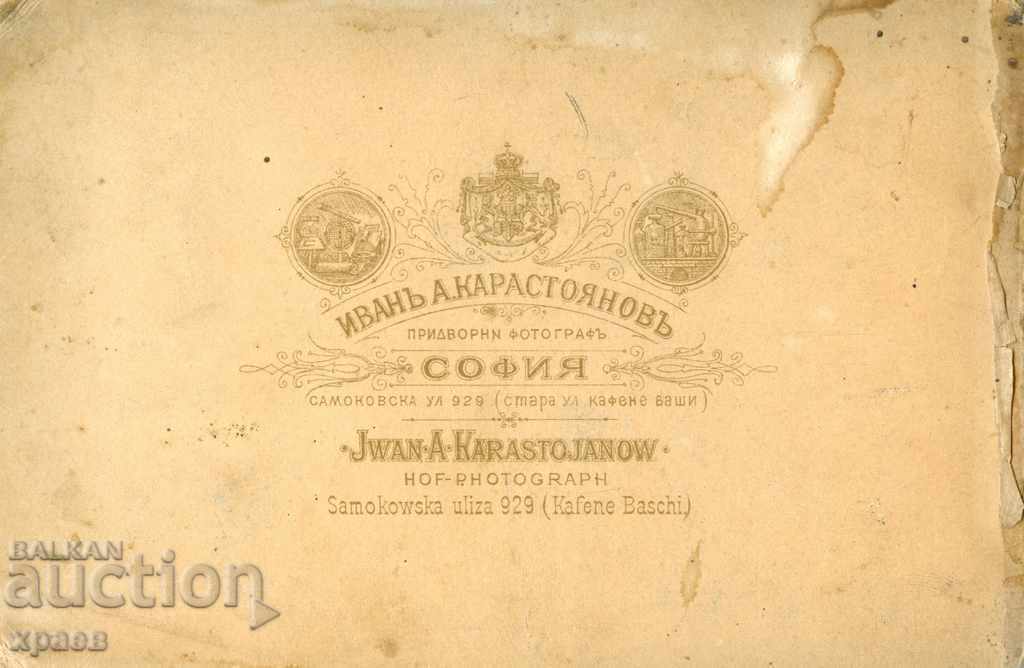 ИВАНЪ А. КАРАСТОЯНОВЪ
ПРИДВОРНИ ФОТОГРАФЪ
СОФИЯ
САМОКОВСКА УЛ 929 (стара ул кафене ваши)
·JWAN·A·KARASTOJANOW·
HOF-PHOTOGRAPH
Samokowska uliza 929 (Kafene Baschi.)
BALKAN
auction
храев